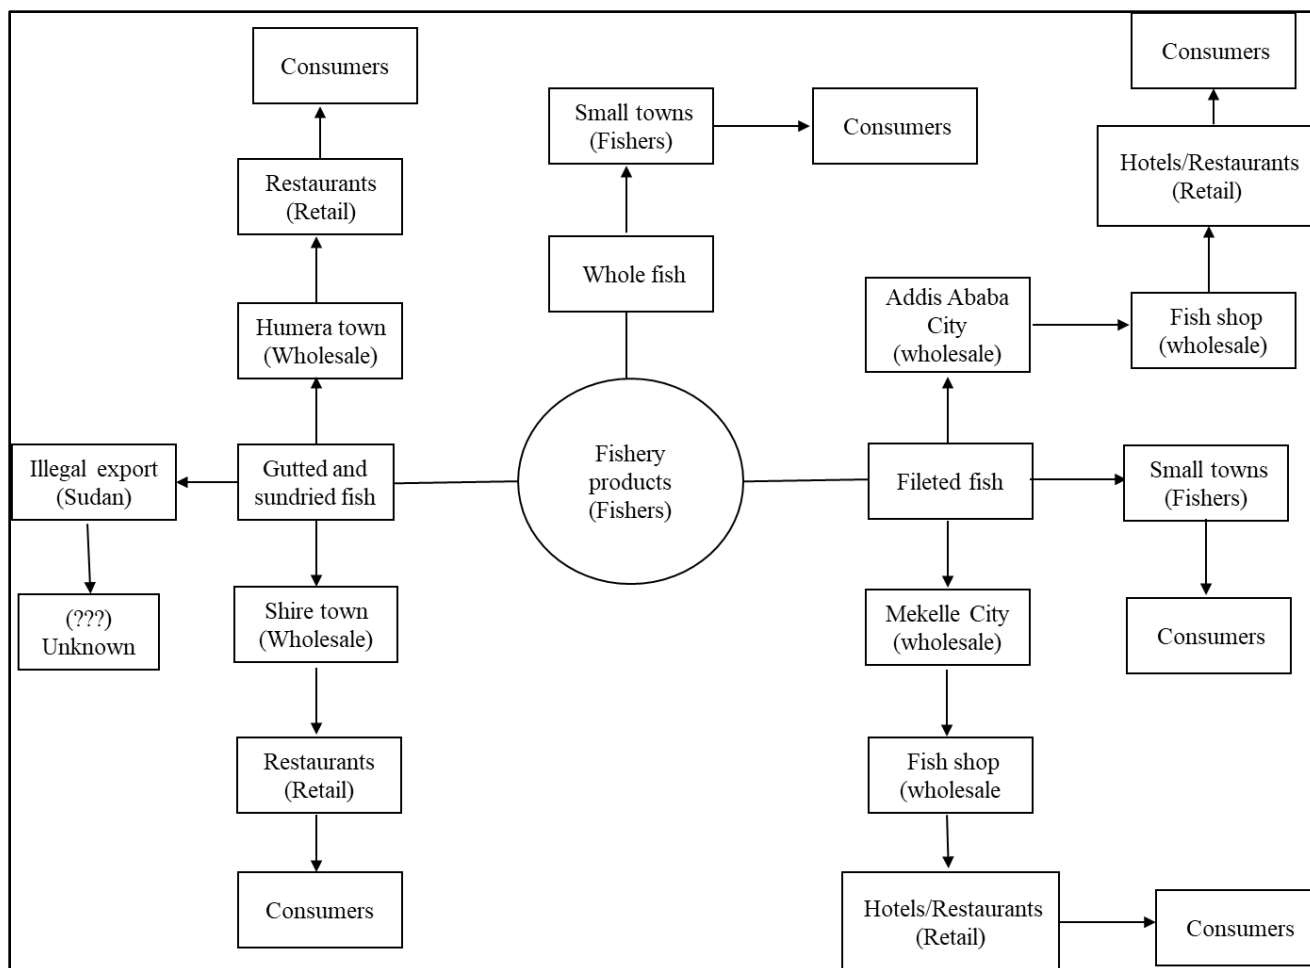 Consumers
Restaurants
(Retail)
Humera town
(Wholesale)
Gutted and
sundried fish
Illegal export
(Sudan)
(???)
Unknown
Shire town
(Wholesale)
Restaurants
(Retail)
Consumers
Small towns
(Fishers)
Consumers
Whole fish
Fishery
products
(Fishers)
Consumers
Hotels/Restaurants
(Retail)
Addis Ababa
City
(wholesale)
Fish shop
(wholesale)
Fileted fish
Small towns
(Fishers)
Consumers
Mekelle City
(wholesale)
Fish shop
(wholesale
Hotels/Restaurants
(Retail)
Consumers